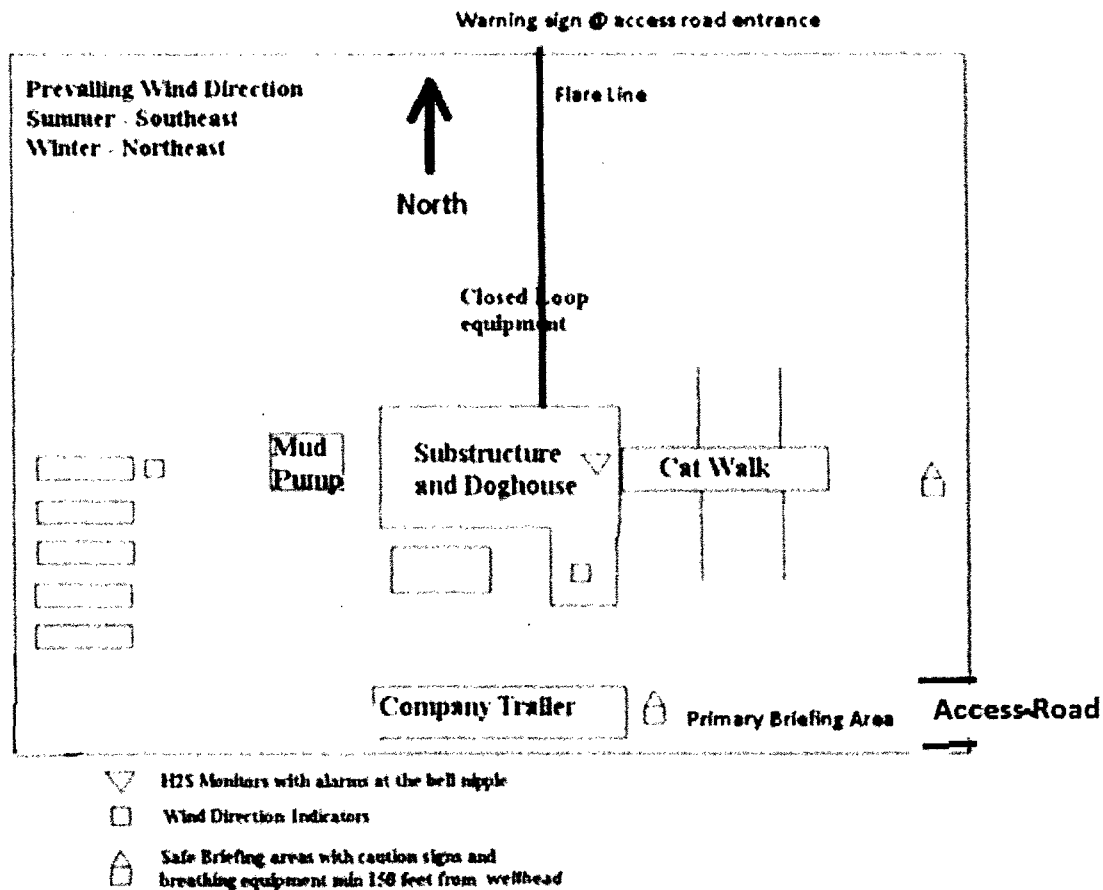 Warning sign @ access road entrance
Prevailing Wind Direction
Summer - Southeast
Winter - Northeast
Flare Line
North
Closed Loop
equipment
Mud
Pump
Substructure
and Doghouse
Cat Walk
Company Trailer
Primary Briefing Area
Access Road
H2S Monitors with alarms at the bell nipple
Wind Direction Indicators
Safe Briefing areas with caution signs and
breathing equipment min 150 feet from wellhead